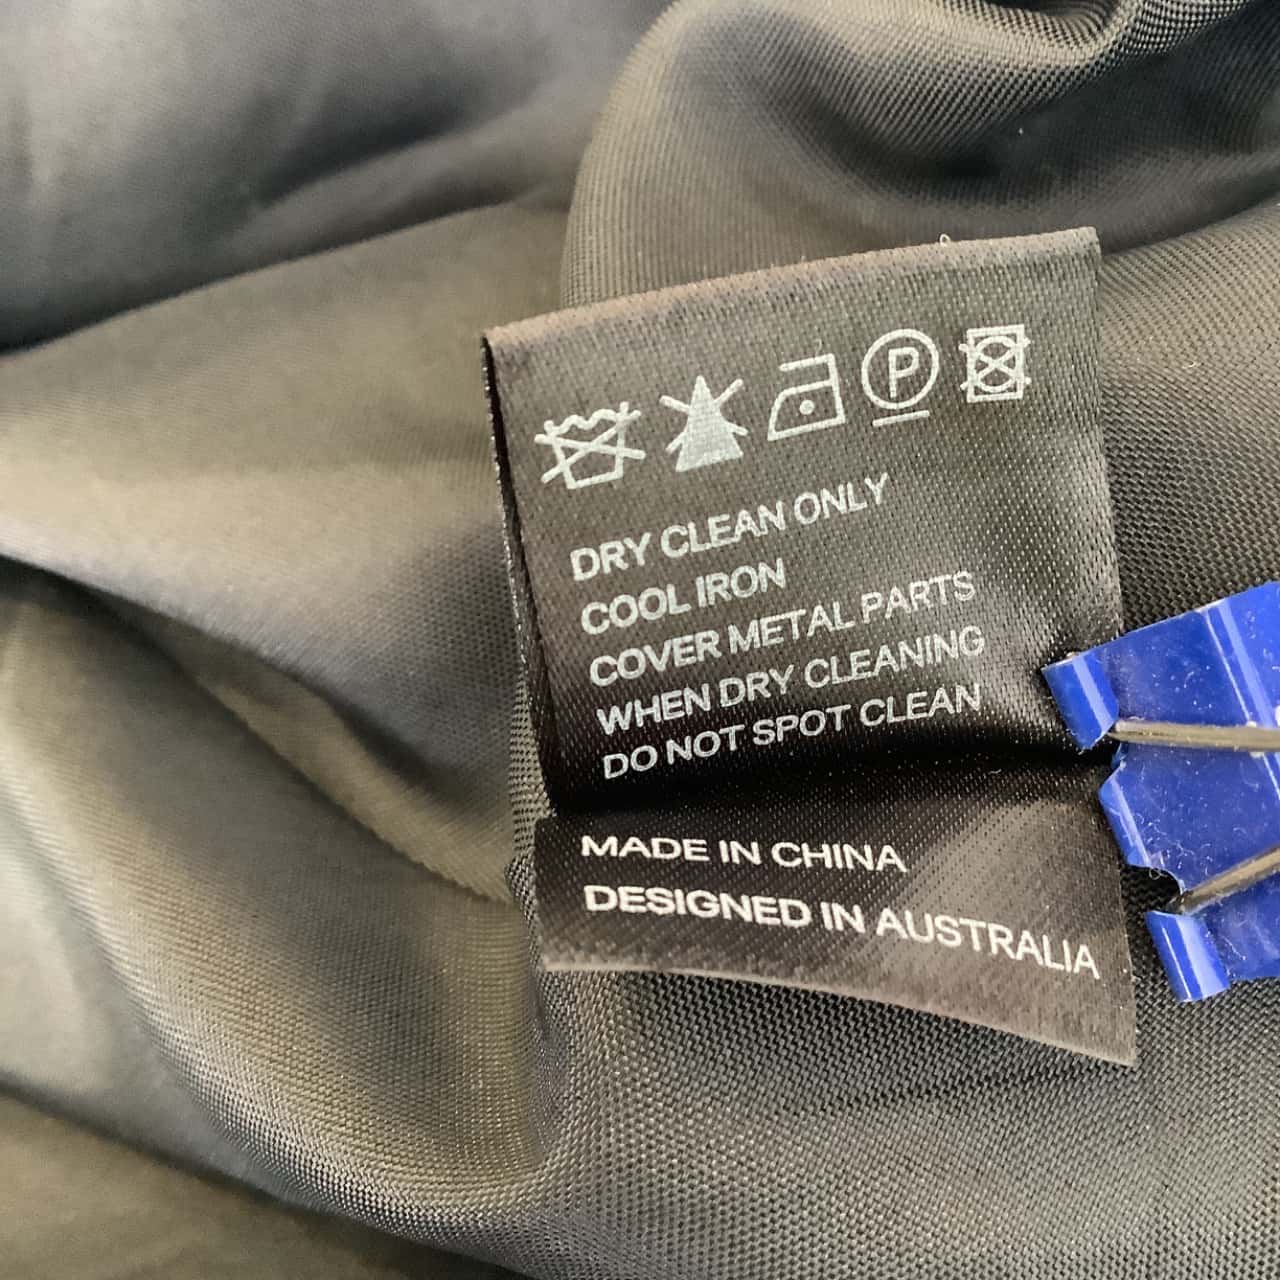 P
DRY CLEAN ONLY
COOL IRON
COVER METAL PARTS
WHEN DRY CLEANING
DO NOT SPOT CLEAN
MADE IN CHINA
DESIGNED IN AUSTRALIA